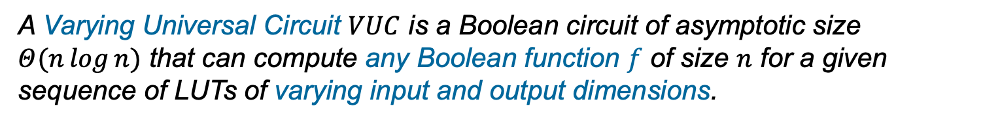 A Varying Universal Circuit VUC is a Boolean circuit of asymptotic size
Θ(n log n) that can compute any Boolean function f of size n for a given
sequence of LUTs of varying input and output dimensions.